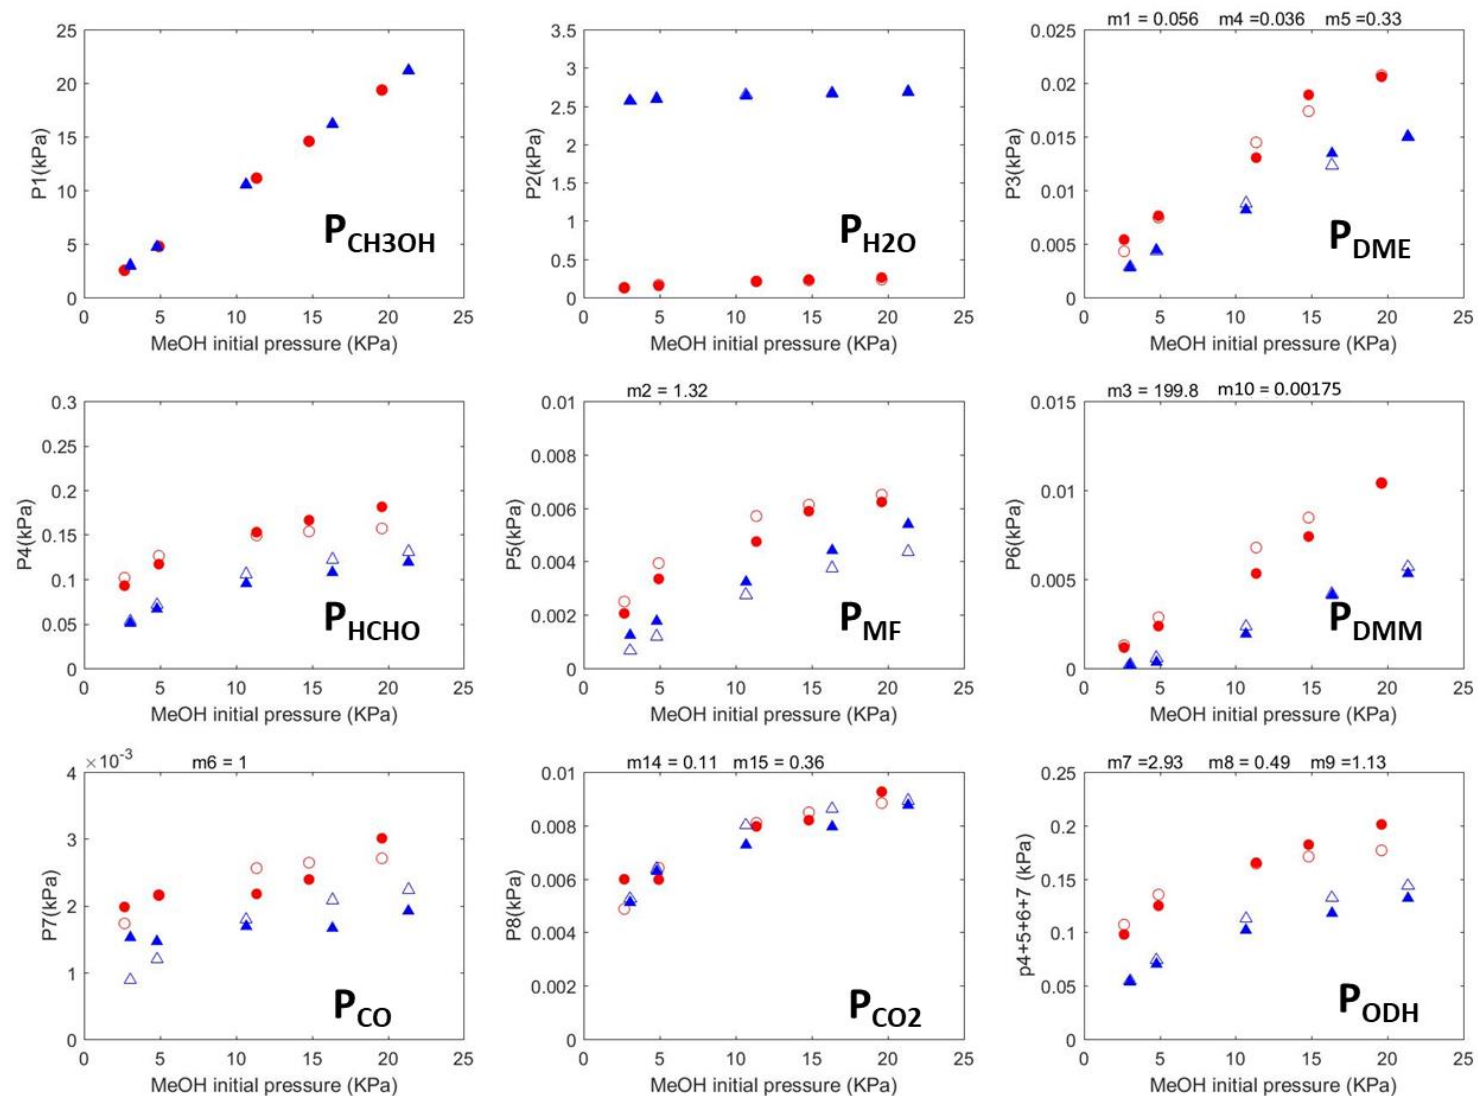 m1 = 0.056 m4 =0.036 m5 = 0.33
25
20
15
10
5
0
P1(kPa)
P_CH3OH
0 5 10 15 20 25
MeOH initial pressure (KPa)
3.5
3
2.5
2
1.5
1
0.5
0
P2(kPa)
P_H2O
0 5 10 15 20 25
MeOH initial pressure (KPa)
0.025
0.02
0.015
0.01
0.005
0
P3(kPa)
P_DME
0 5 10 15 20 25
MeOH initial pressure (KPa)
0.3
0.25
0.2
0.15
0.1
0.05
0
P4(kPa)
P_HCHO
0 5 10 15 20 25
MeOH initial pressure (KPa)
m2 = 1.32
0.01
0.008
0.006
0.004
0.002
0
P5(kPa)
P_MF
0 5 10 15 20 25
MeOH initial pressure (KPa)
m3 = 199.8 m10 = 0.00175
0.015
0.01
0.005
0
P6(kPa)
P_DMM
0 5 10 15 20 25
MeOH initial pressure (KPa)
×10^-3 m6 = 1
4
3
2
1
0
P7(kPa)
P_CO
0 5 10 15 20 25
MeOH initial pressure (KPa)
m14 = 0.11 m15 = 0.36
0.01
0.008
0.006
0.004
0.002
0
P8(kPa)
P_CO2
0 5 10 15 20 25
MeOH initial pressure (KPa)
m7 =2.93 m8 = 0.49 m9 =1.13
0.25
0.2
0.15
0.1
0.05
0
p4+5+6+7 (kPa)
P_ODH
0 5 10 15 20 25
MeOH initial pressure (KPa)